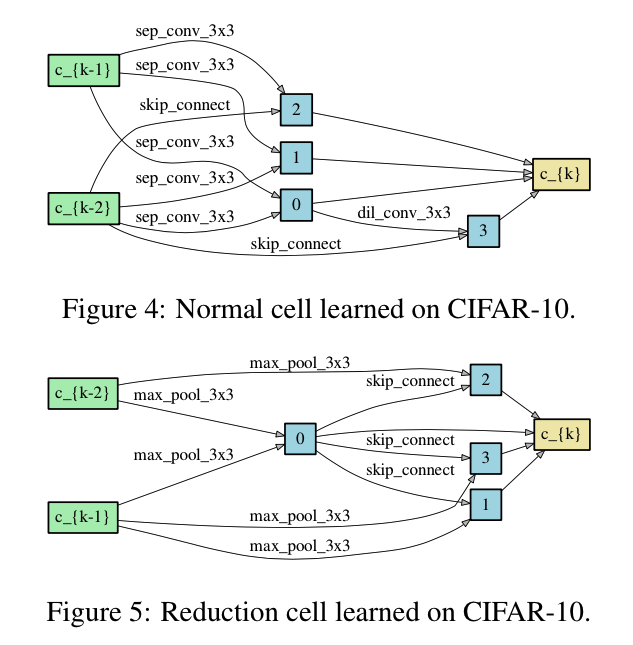 sep_conv_3x3
c_{k-1}
sep_conv_3x3
skip_connect
2
sep_conv_3x3
1
sep_conv_3x3
c_{k}
c_{k-2}
0
sep_conv_3x3
dil_conv_3x3
3
skip_connect
Figure 4: Normal cell learned on CIFAR-10.
max_pool_3x3
c_{k-2}
skip_connect
2
max_pool_3x3
0
skip_connect
c_{k}
max_pool_3x3
3
skip_connect
1
c_{k-1}
max_pool_3x3
max_pool_3x3
Figure 5: Reduction cell learned on CIFAR-10.